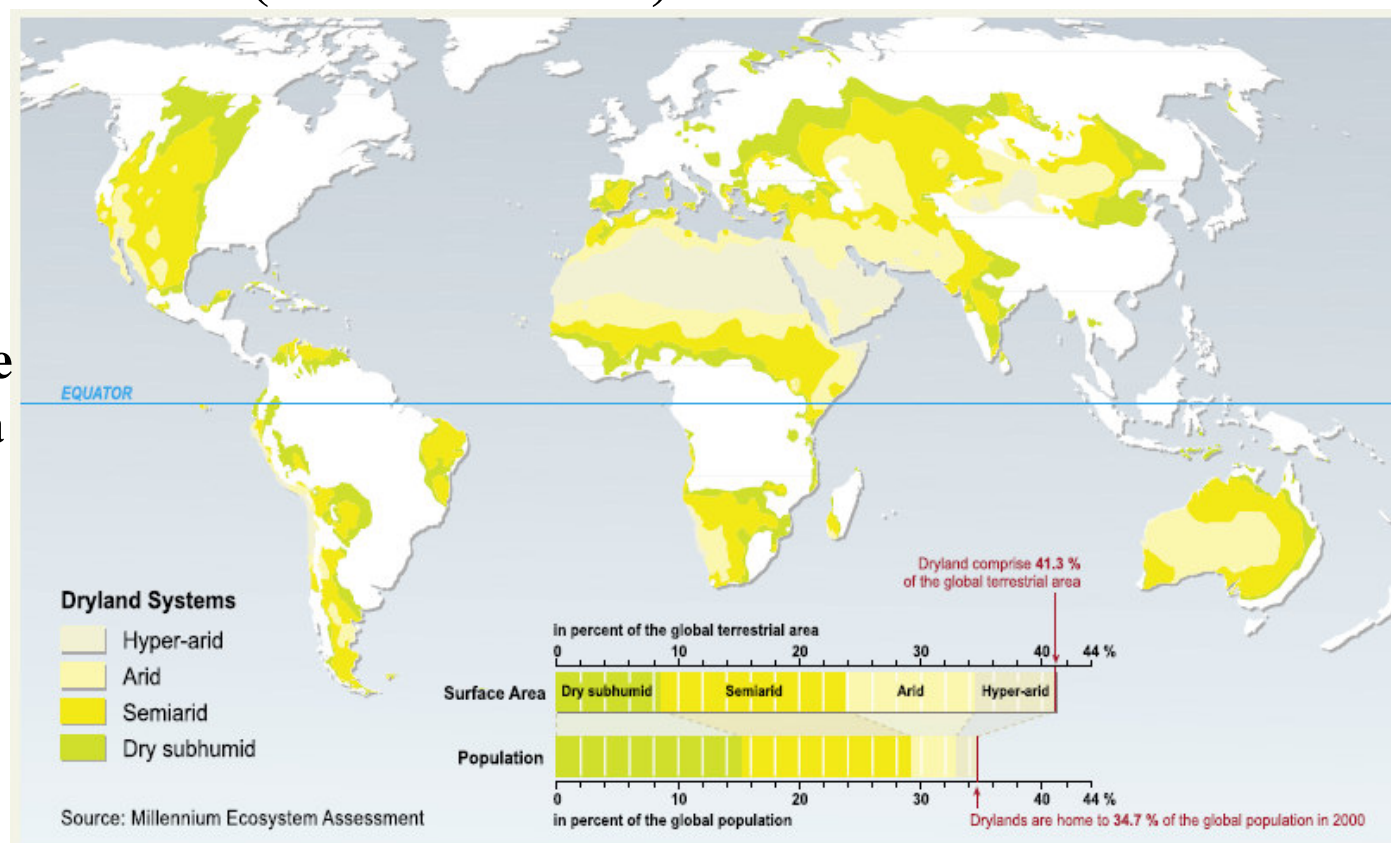 EQUATOR
Dryland Systems
Hyper-arid
Arid
Semiarid
Dry subhumid
Source: Millennium Ecosystem Assessment
Dryland comprise 41.3 %
of the global terrestrial area
in percent of the global terrestrial area
0 10 20 30 40 44 %
Surface Area Dry subhumid Semiarid Arid Hyper-arid
Population
0 10 20 30 40 44 %
in percent of the global population
Drylands are home to 34.7 % of the global population in 2000